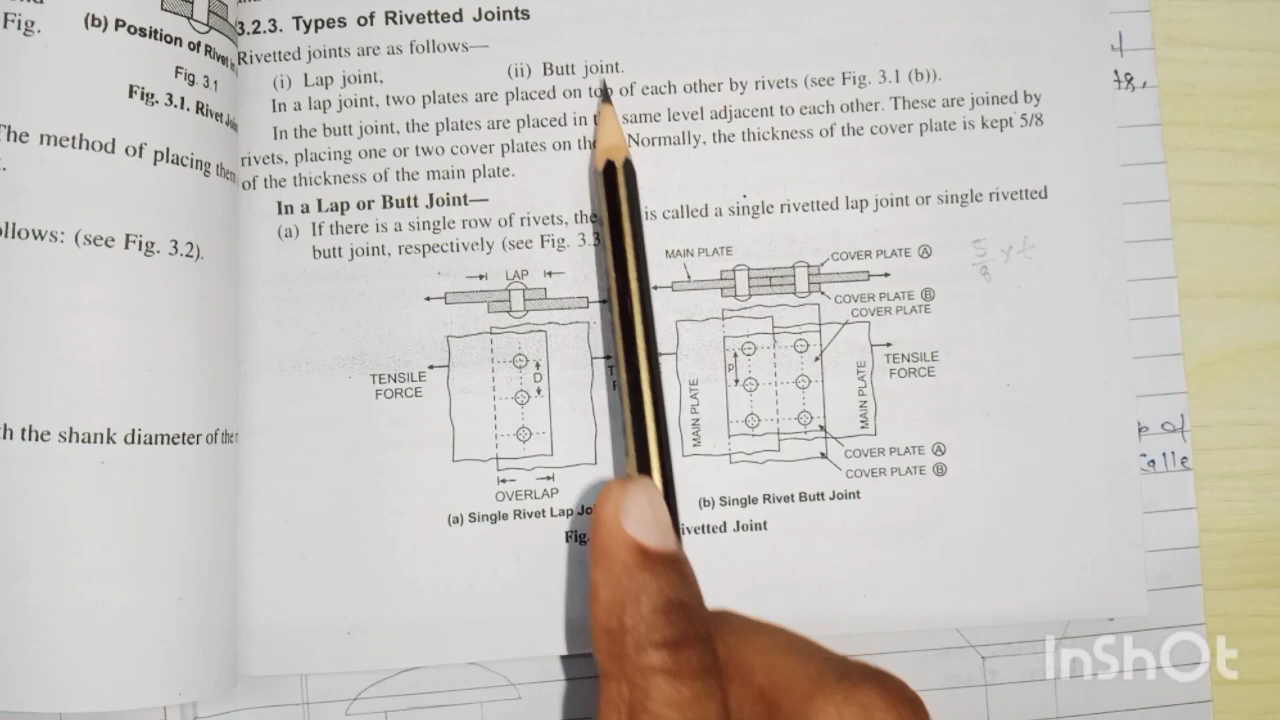 Fig.
(b) Position of Rivet
Fig. 3.1
Fig. 3.1. Rivet
The method of placing them
ollows: (see Fig. 3.2).
th the shank diameter of the
3.2.3. Types of Rivetted Joints
Rivetted joints are as follows—
(i) Lap joint, (ii) Butt joint.
In a lap joint, two plates are placed on top of each other by rivets (see Fig. 3.1 (b)).
In the butt joint, the plates are placed in same level adjacent to each other. These are joined by
rivets, placing one or two cover plates on Normally, the thickness of the cover plate is kept 5/8
of the thickness of the main plate.
In a Lap or Butt Joint—
(a) If there is a single row of rivets, the is called a single rivetted lap joint or single rivetted
butt joint, respectively (see Fig. 3.3
LAP
TENSILE
FORCE
D
OVERLAP
(a) Single Rivet Lap
MAIN PLATE
COVER PLATE Ⓐ
COVER PLATE Ⓑ
COVER PLATE
P
MAIN PLATE
MAIN PLATE
TENSILE
FORCE
COVER PLATE Ⓐ
COVER PLATE Ⓑ
(b) Single Rivet Butt Joint
Fig. ivetted Joint
5/8 xt
of
calle
InShOt